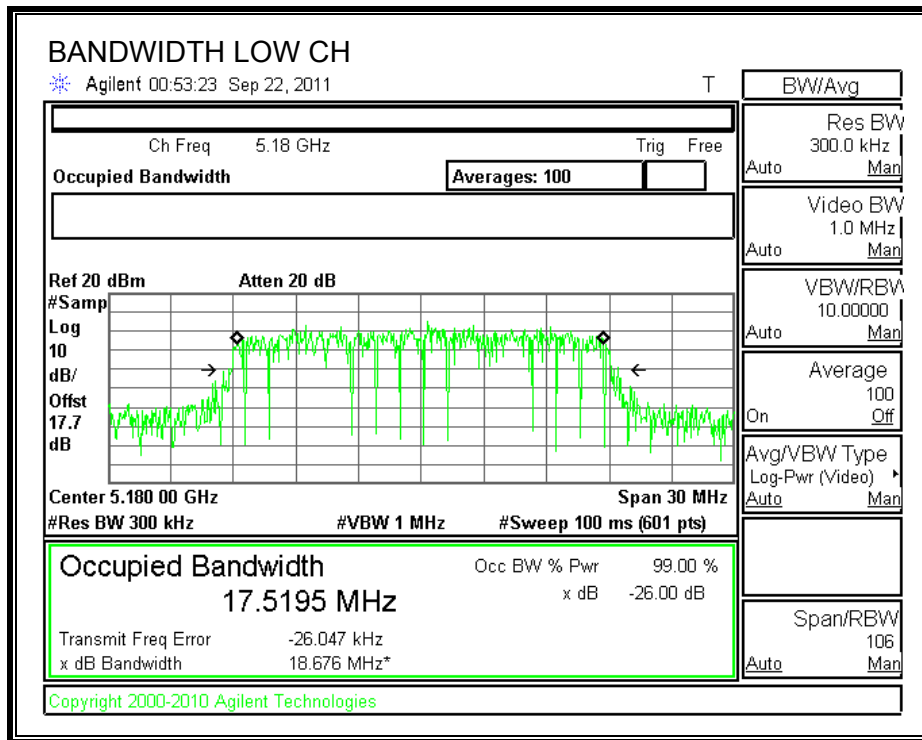 BANDWIDTH LOW CH
Agilent 00:53:23 Sep 22, 2011 T
Ch Freq 5.18 GHz Trig Free
Occupied Bandwidth Averages: 100
Ref 20 dBm Atten 20 dB
#Samp
Log
10
dB/
Offst
17.7
dB
Center 5.180 00 GHz Span 30 MHz
#Res BW 300 kHz #VBW 1 MHz #Sweep 100 ms (601 pts)
Occupied Bandwidth Occ BW % Pwr 99.00 %
17.5195 MHz x dB -26.00 dB
Transmit Freq Error -26.047 kHz
x dB Bandwidth 18.676 MHz*
Copyright 2000-2010 Agilent Technologies
BW/Avg
Res BW
300.0 kHz
Auto Man
Video BW
1.0 MHz
Auto Man
VBW/RBW
10.00000
Auto Man
Average
100
On Off
Avg/VBW Type
Log-Pwr (Video)
Auto Man
Span/RBW
106
Auto Man